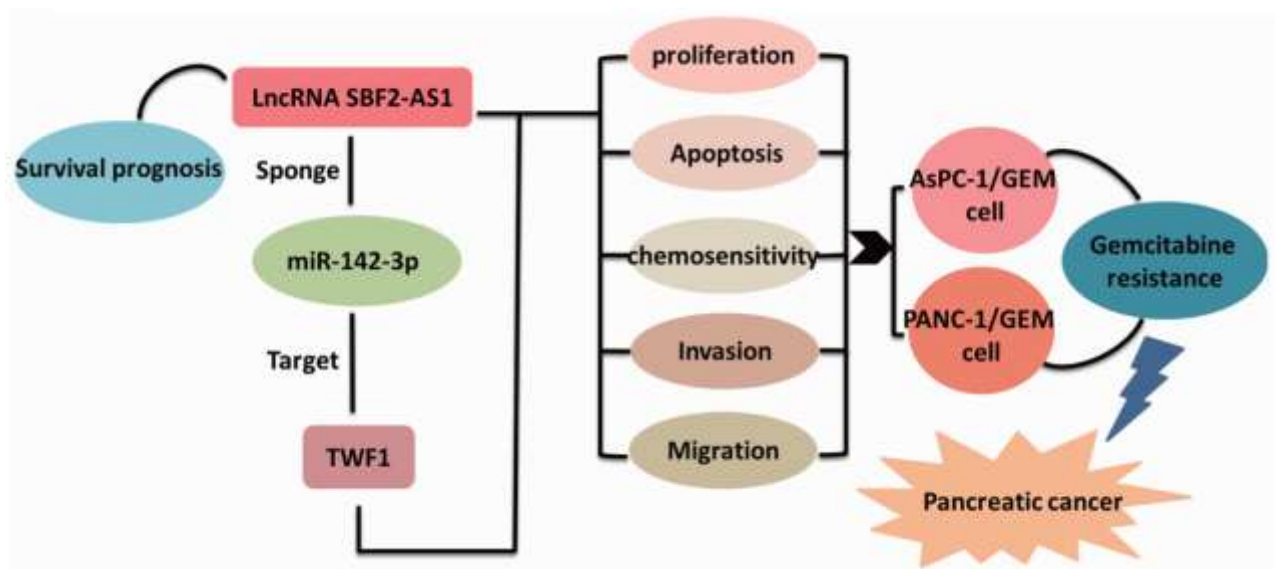 LncRNA SBF2-AS1
Survival prognosis
Sponge
miR-142-3p
Target
TWF1
proliferation
Apoptosis
chemosensitivity
Invasion
Migration
AsPC-1/GEM
cell
PANC-1/GEM
cell
Gemcitabine
resistance
Pancreatic cancer